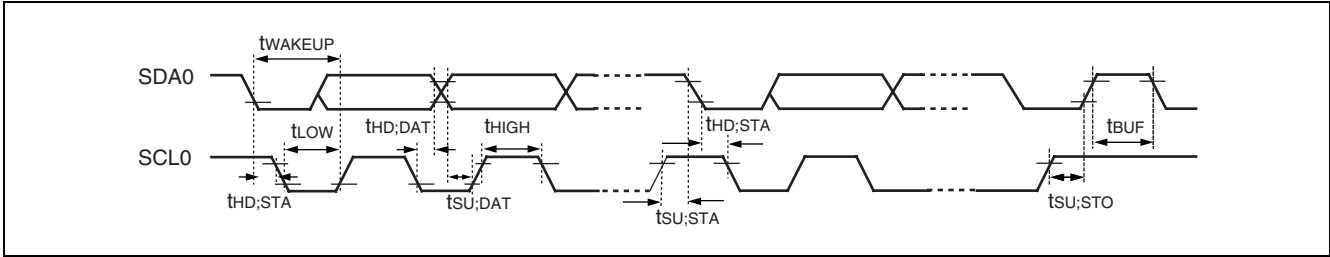 tWAKEUP
SDA0
tLOW
tHD;DAT
tHIGH
tHD;STA
tBUF
SCL0
tHD;STA
tSU;DAT
tSU;STA
tSU;STO